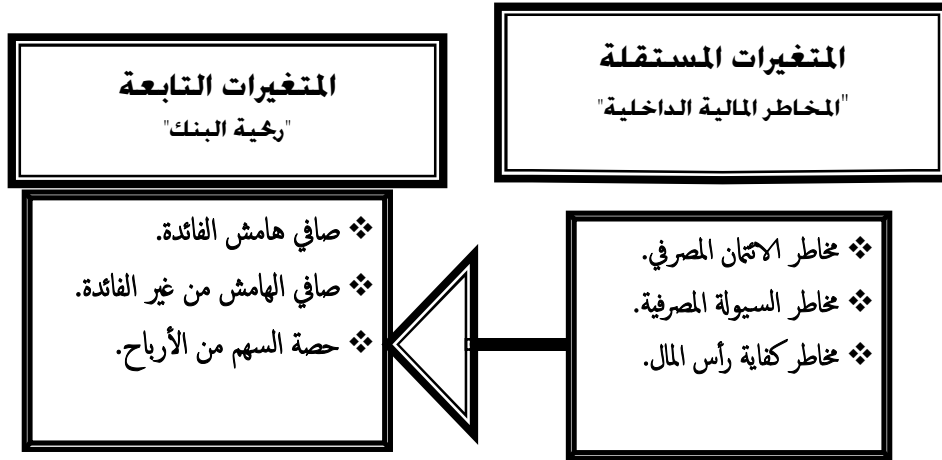 المتغيرات المستقلة
"المخاطر المالية الداخلية"
المتغيرات التابعة
"ربحية البنك"
❖ مخاطر الائتمان المصرفي.
❖ مخاطر السيولة المصرفية.
❖ مخاطر كفاية رأس المال.
❖ صافي هامش الفائدة.
❖ صافي الهامش من غير الفائدة.
❖ حصة السهم من الأرباح.